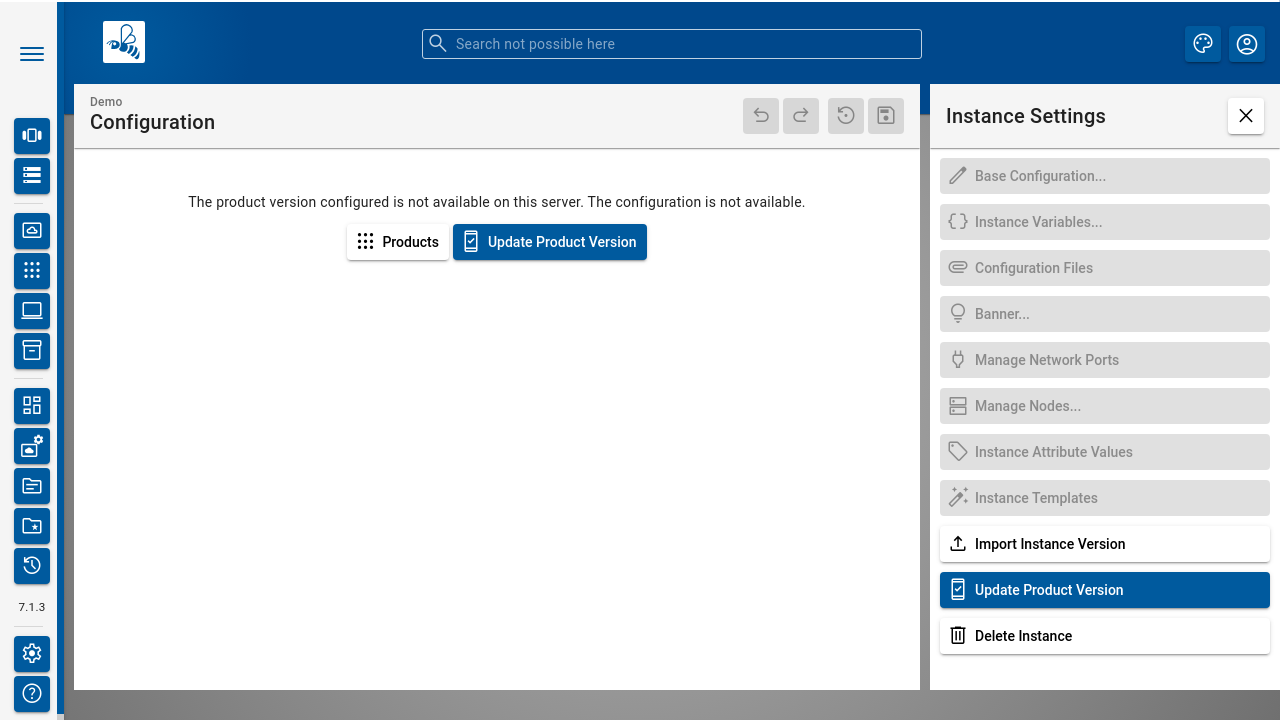 Search not possible here
Demo
Configuration
The product version configured is not available on this server. The configuration is not available.
Products
Update Product Version
Instance Settings
Base Configuration...
Instance Variables...
Configuration Files
Banner...
Manage Network Ports
Manage Nodes...
Instance Attribute Values
Instance Templates
Import Instance Version
Update Product Version
Delete Instance
7.1.3